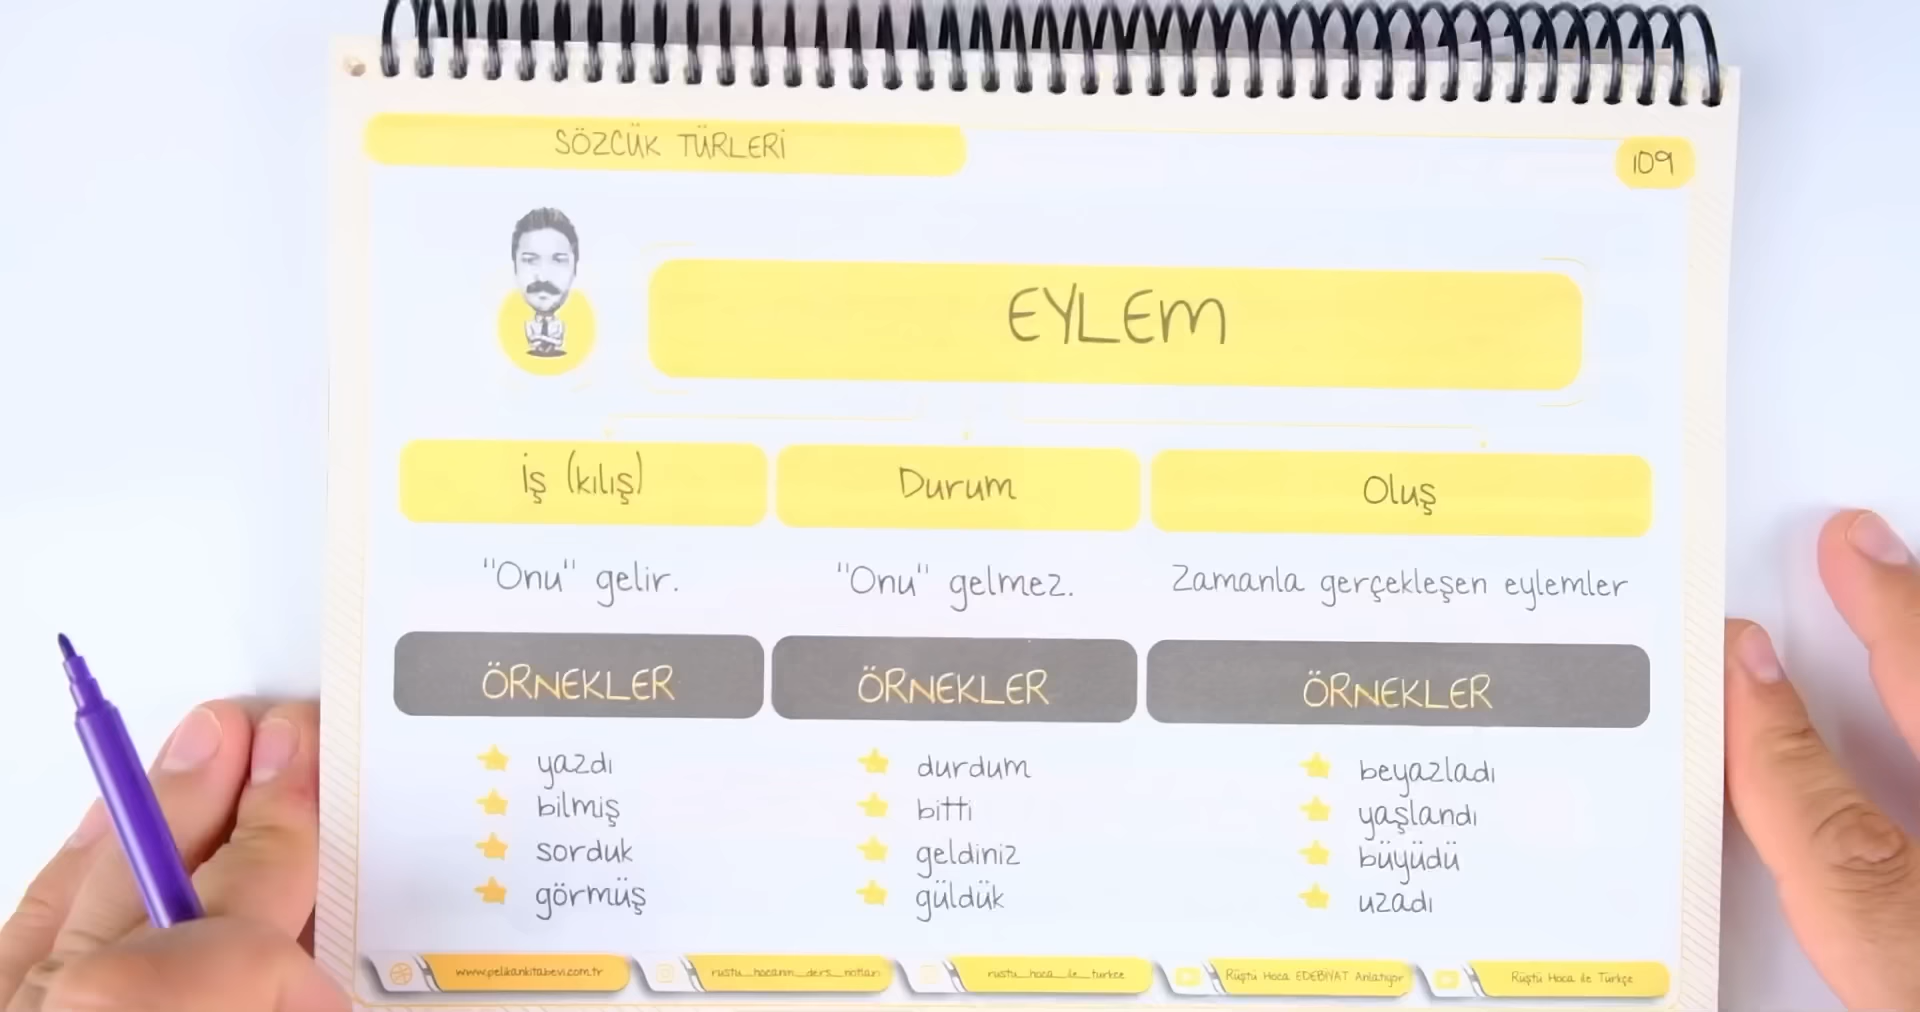 SÖZCÜK TÜRLERİ
109
EYLEM
İş (kılış)
Durum
Oluş
"Onu" gelir.
"Onu" gelmez.
Zamanla gerçekleşen eylemler
ÖRNEKLER
ÖRNEKLER
ÖRNEKLER
yazdı
bilmiş
sorduk
görmüş
durdum
bitti
geldiniz
güldük
beyazladı
yaşlandı
büyüdü
uzadı
www.pelikankitabevi.com.tr
rustu_hocanin_ders_notlari
rustu_hoca_ile_turkce
Rüştü Hoca EDEBİYAT Anlatıyor
Rüştü Hoca ile Türkçe